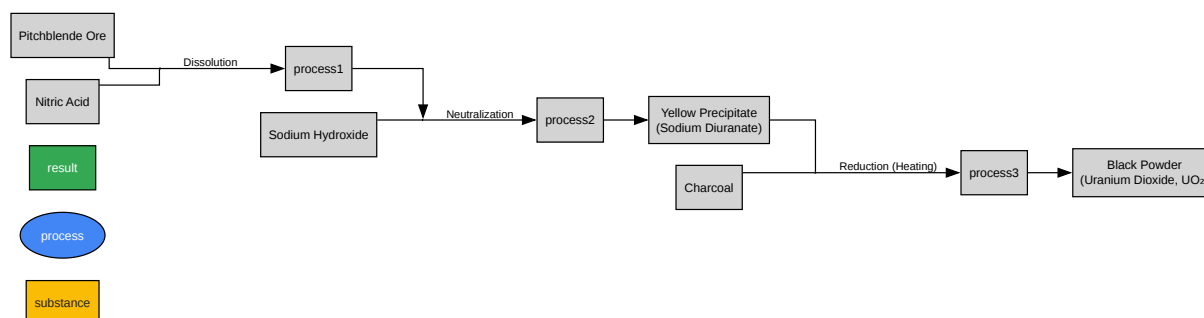 Pitchblende Ore
Dissolution
process1
Nitric Acid
Neutralization
Sodium Hydroxide
process2
Yellow Precipitate
(Sodium Diuranate)
Charcoal
Reduction (Heating)
process3
Black Powder
(Uranium Dioxide, UO₂
result
process
substance